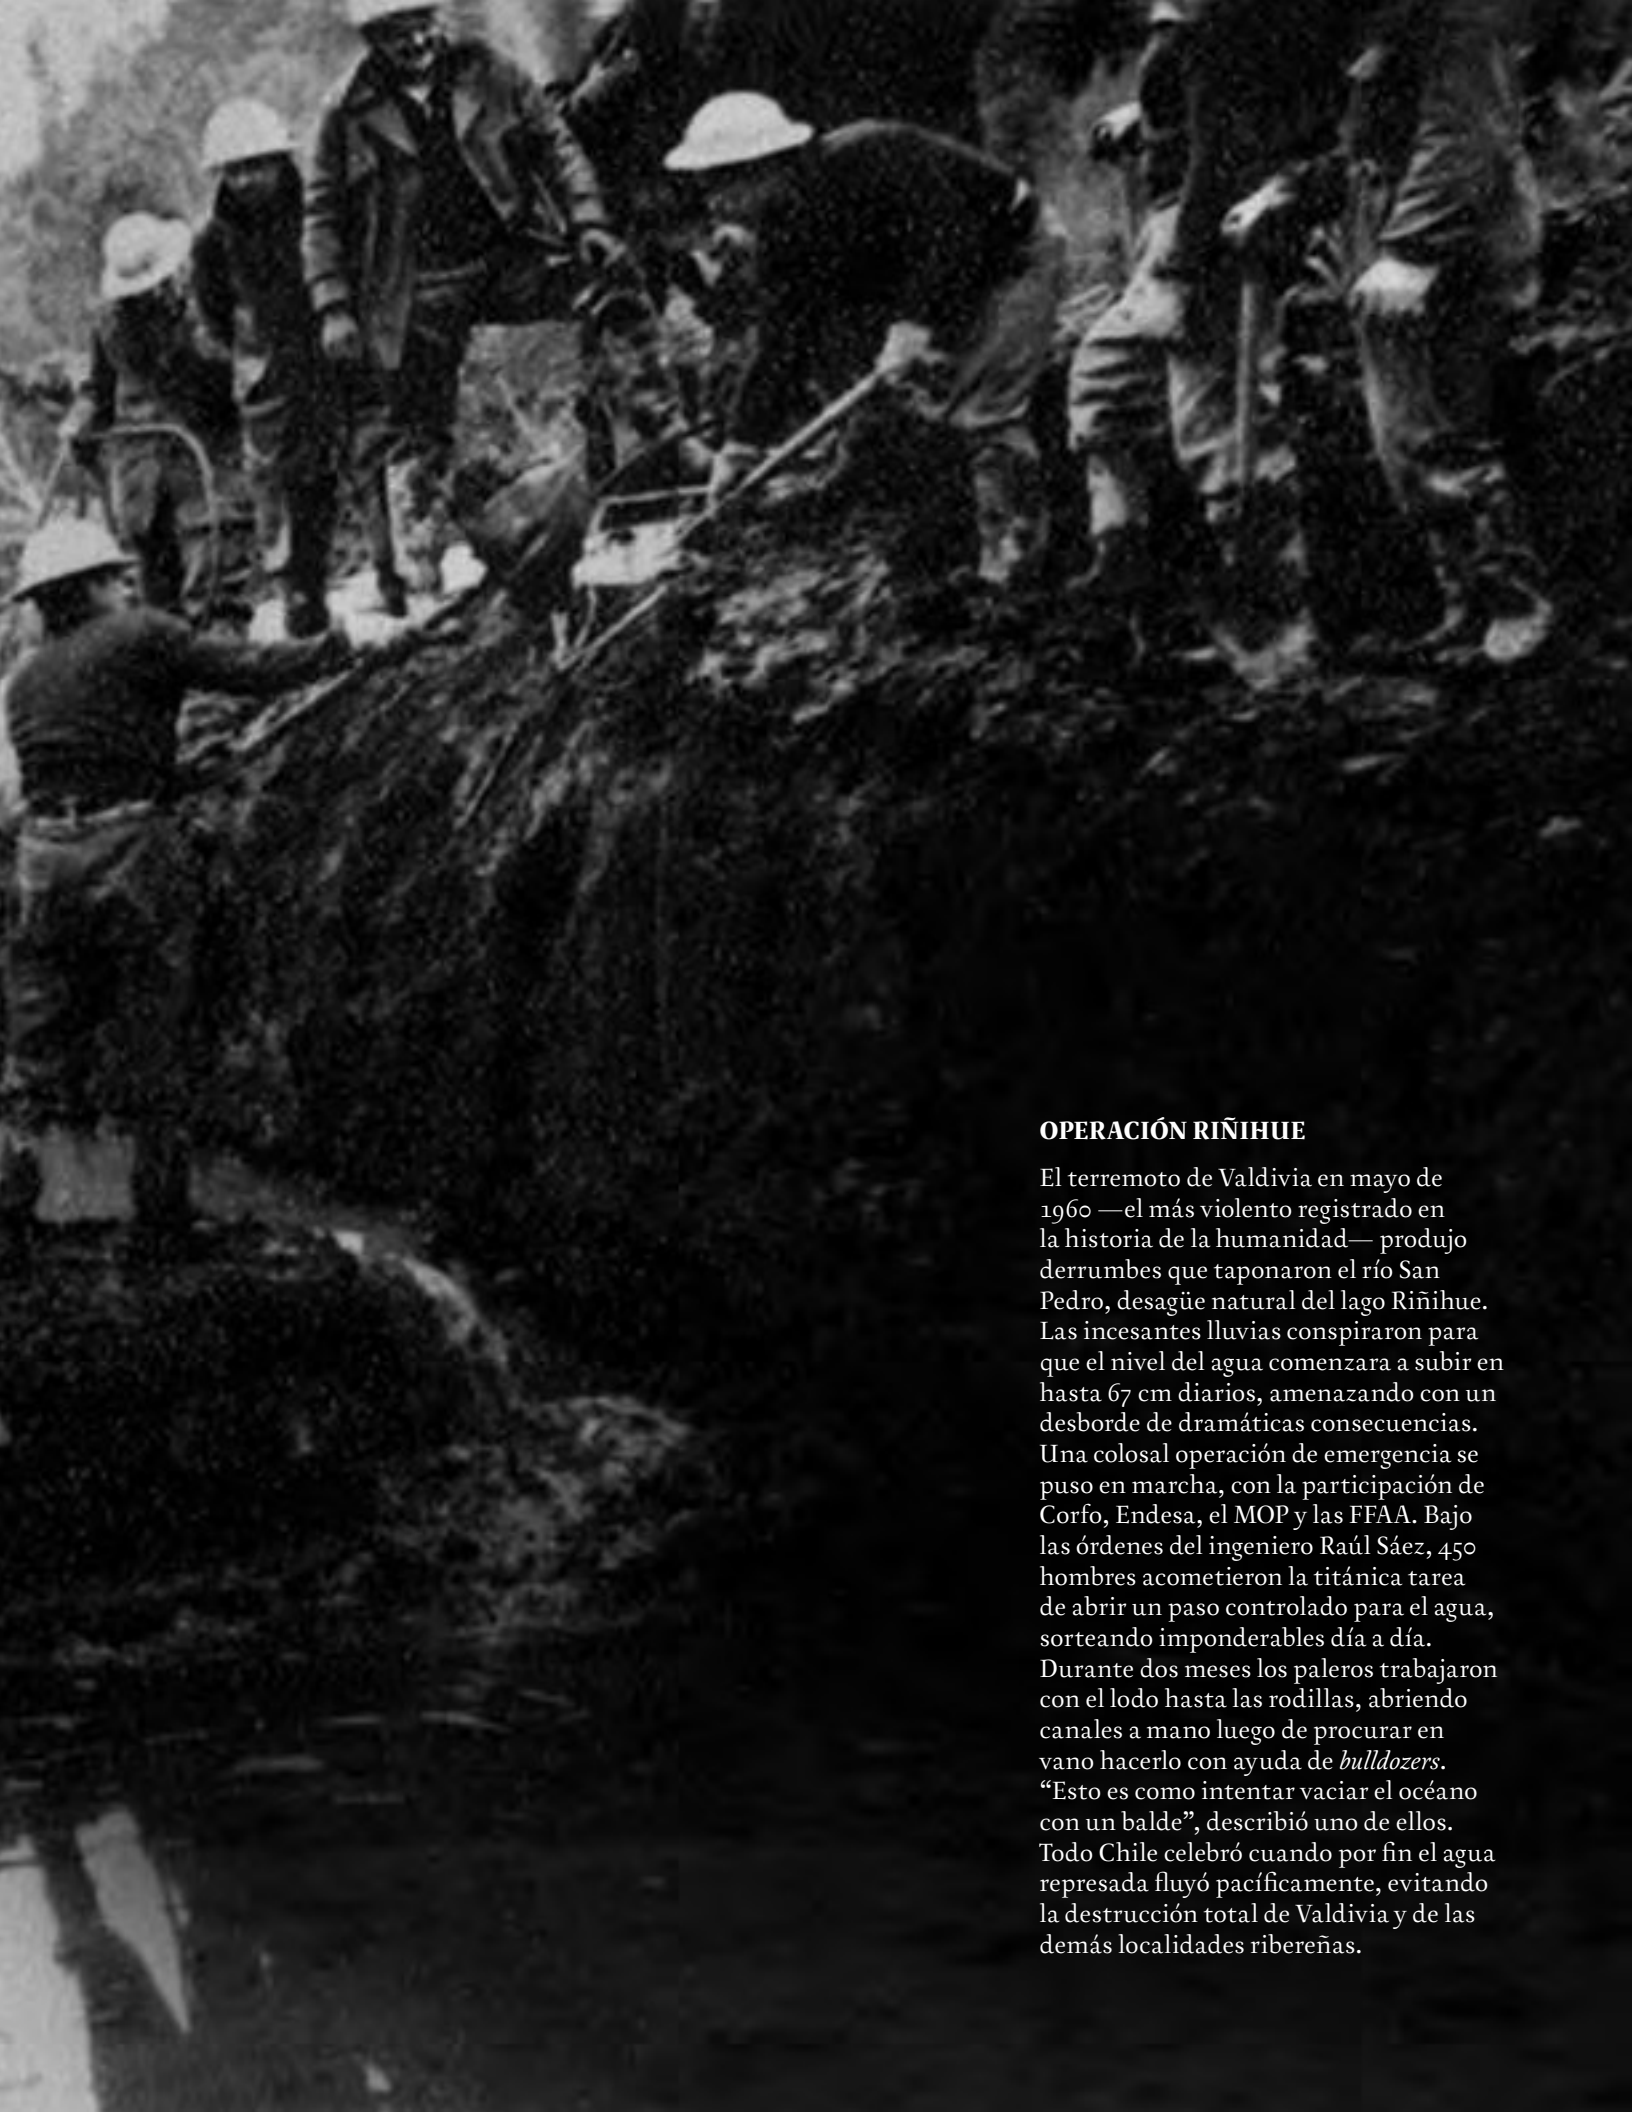 OPERACIÓN RIÑIHUE
El terremoto de Valdivia en mayo de
1960 —el más violento registrado en
la historia de la humanidad— produjo
derrumbes que taponaron el río San
Pedro, desagüe natural del lago Riñihue.
Las incesantes lluvias conspiraron para
que el nivel del agua comenzara a subir en
hasta 67 cm diarios, amenazando con un
desborde de dramáticas consecuencias.
Una colosal operación de emergencia se
puso en marcha, con la participación de
Corfo, Endesa, el MOP y las FFAA. Bajo
las órdenes del ingeniero Raúl Sáez, 450
hombres acometieron la titánica tarea
de abrir un paso controlado para el agua,
sorteando imponderables día a día.
Durante dos meses los paleros trabajaron
con el lodo hasta las rodillas, abriendo
canales a mano luego de procurar en
vano hacerlo con ayuda de bulldozers.
“Esto es como intentar vaciar el océano
con un balde”, describió uno de ellos.
Todo Chile celebró cuando por fin el agua
represada fluyó pacíficamente, evitando
la destrucción total de Valdivia y de las
demás localidades ribereñas.